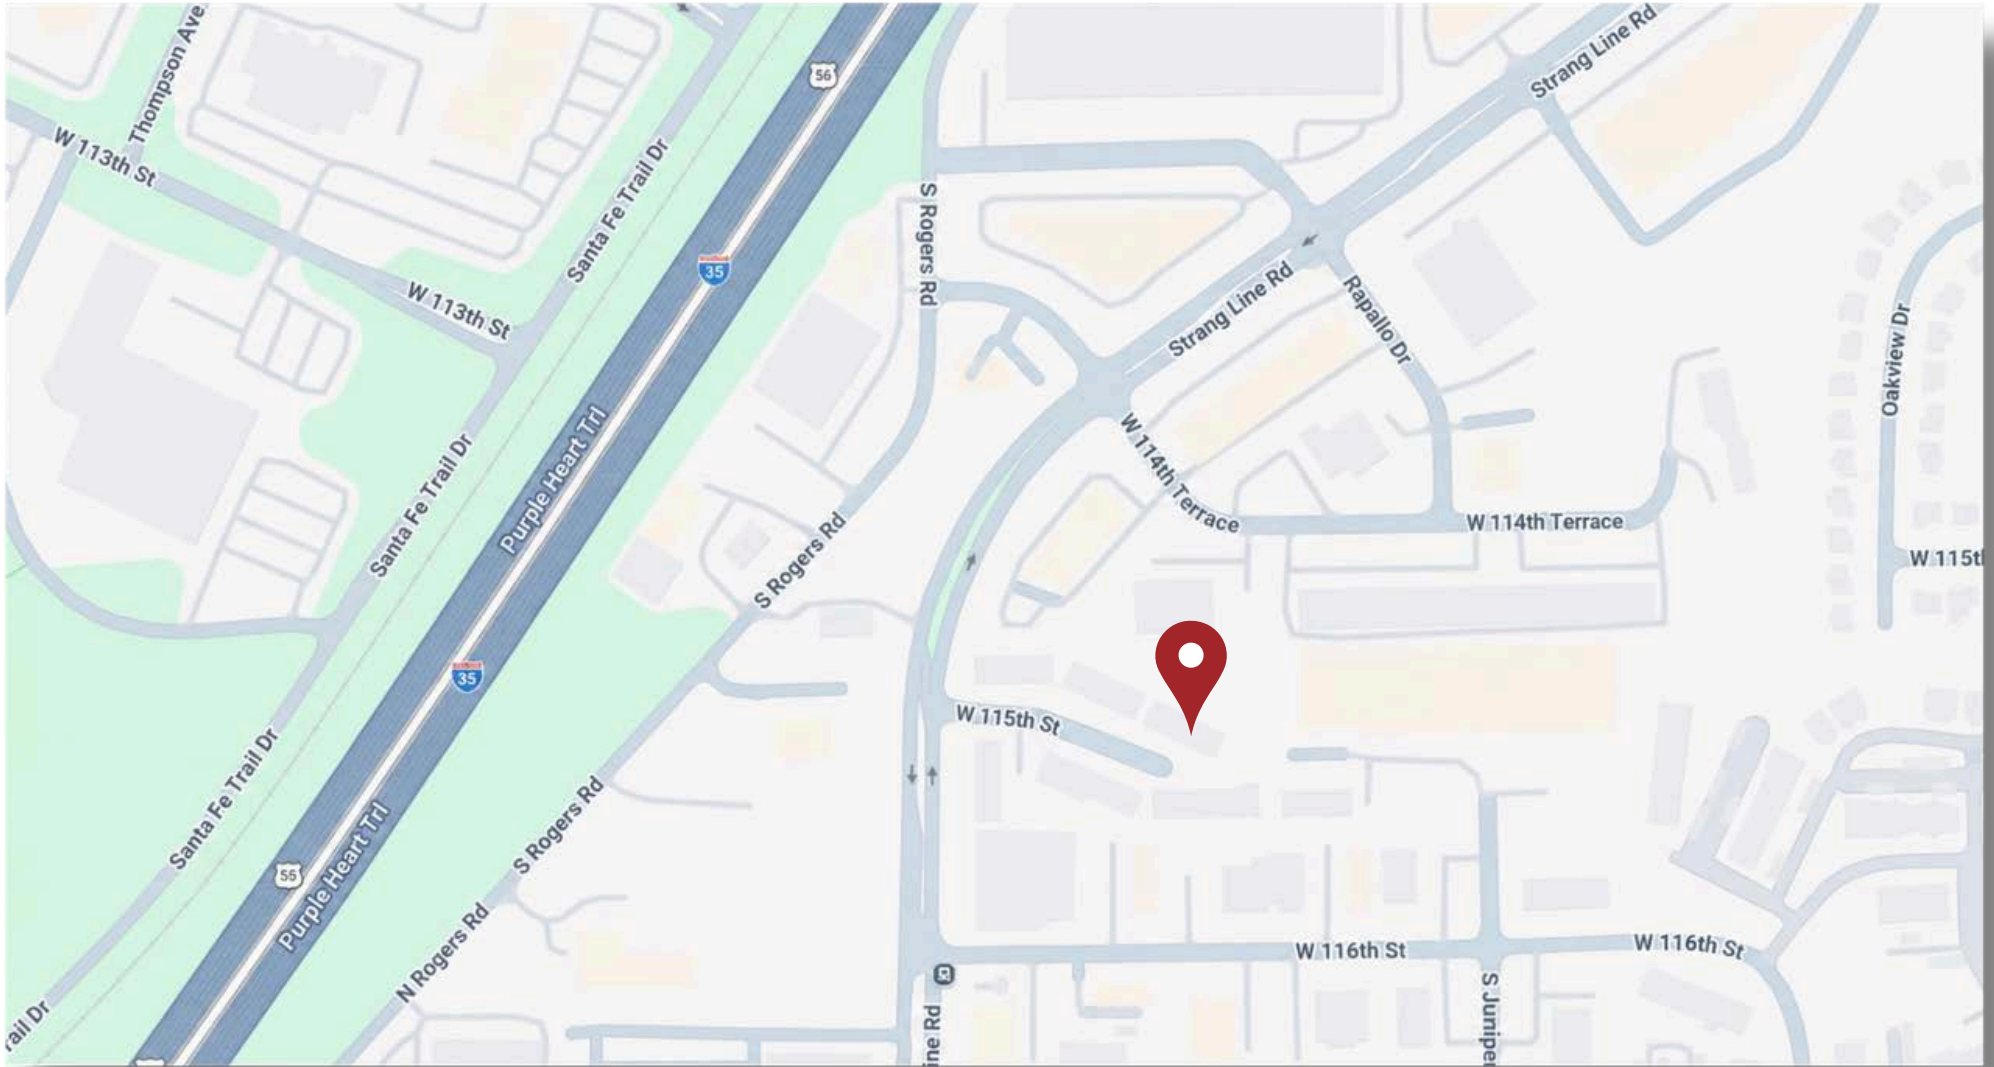 Thompson Ave
56
Strang Line Rd
W 113th St
Santa Fe Trail Dr
S Rogers Rd
35
W 113th St
Strang Line Rd
Rapallo Dr
Oakview Dr
Purple Heart Trl
Santa Fe Trail Dr
W 114th Terrace
W 114th Terrace
S Rogers Rd
W 115t
35
W 115th St
Santa Fe Trail Dr
S Rogers Rd
55
Purple Heart Trl
N Rogers Rd
W 116th St
W 116th St
rail Dr
ine Rd
S Juniper